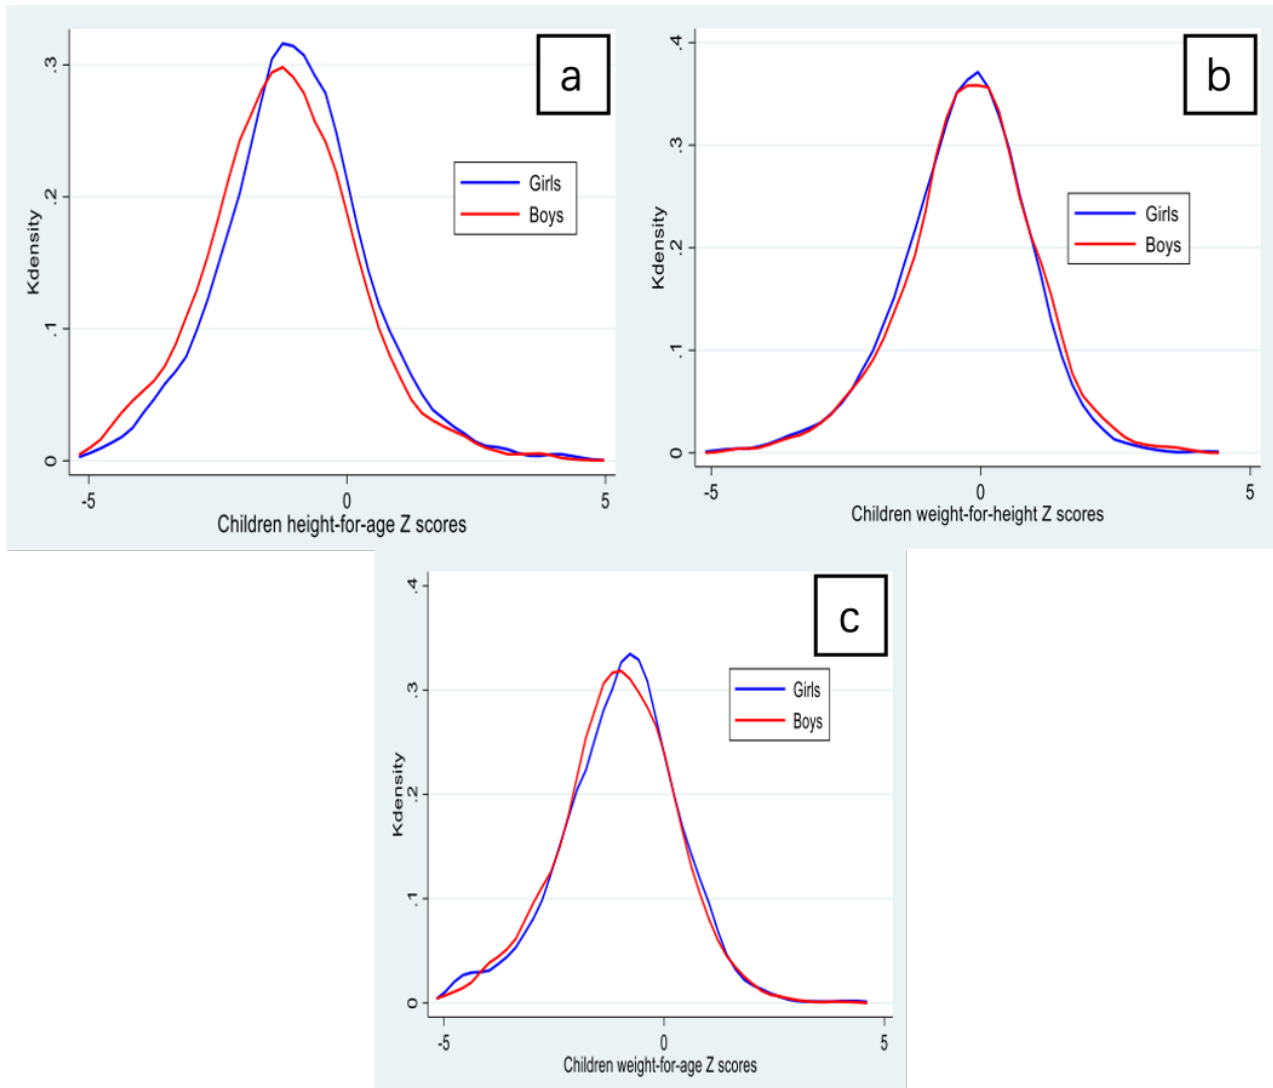 a
.3
.2
.1
0
Kdensity
Girls
Boys
-5
0
5
Children height-for-age Z scores
b
.4
.3
.2
.1
0
Kdensity
Girls
Boys
-5
0
5
Children weight-for-height Z scores
c
.4
.3
.2
.1
0
Kdensity
Girls
Boys
-5
0
5
Children weight-for-age Z scores